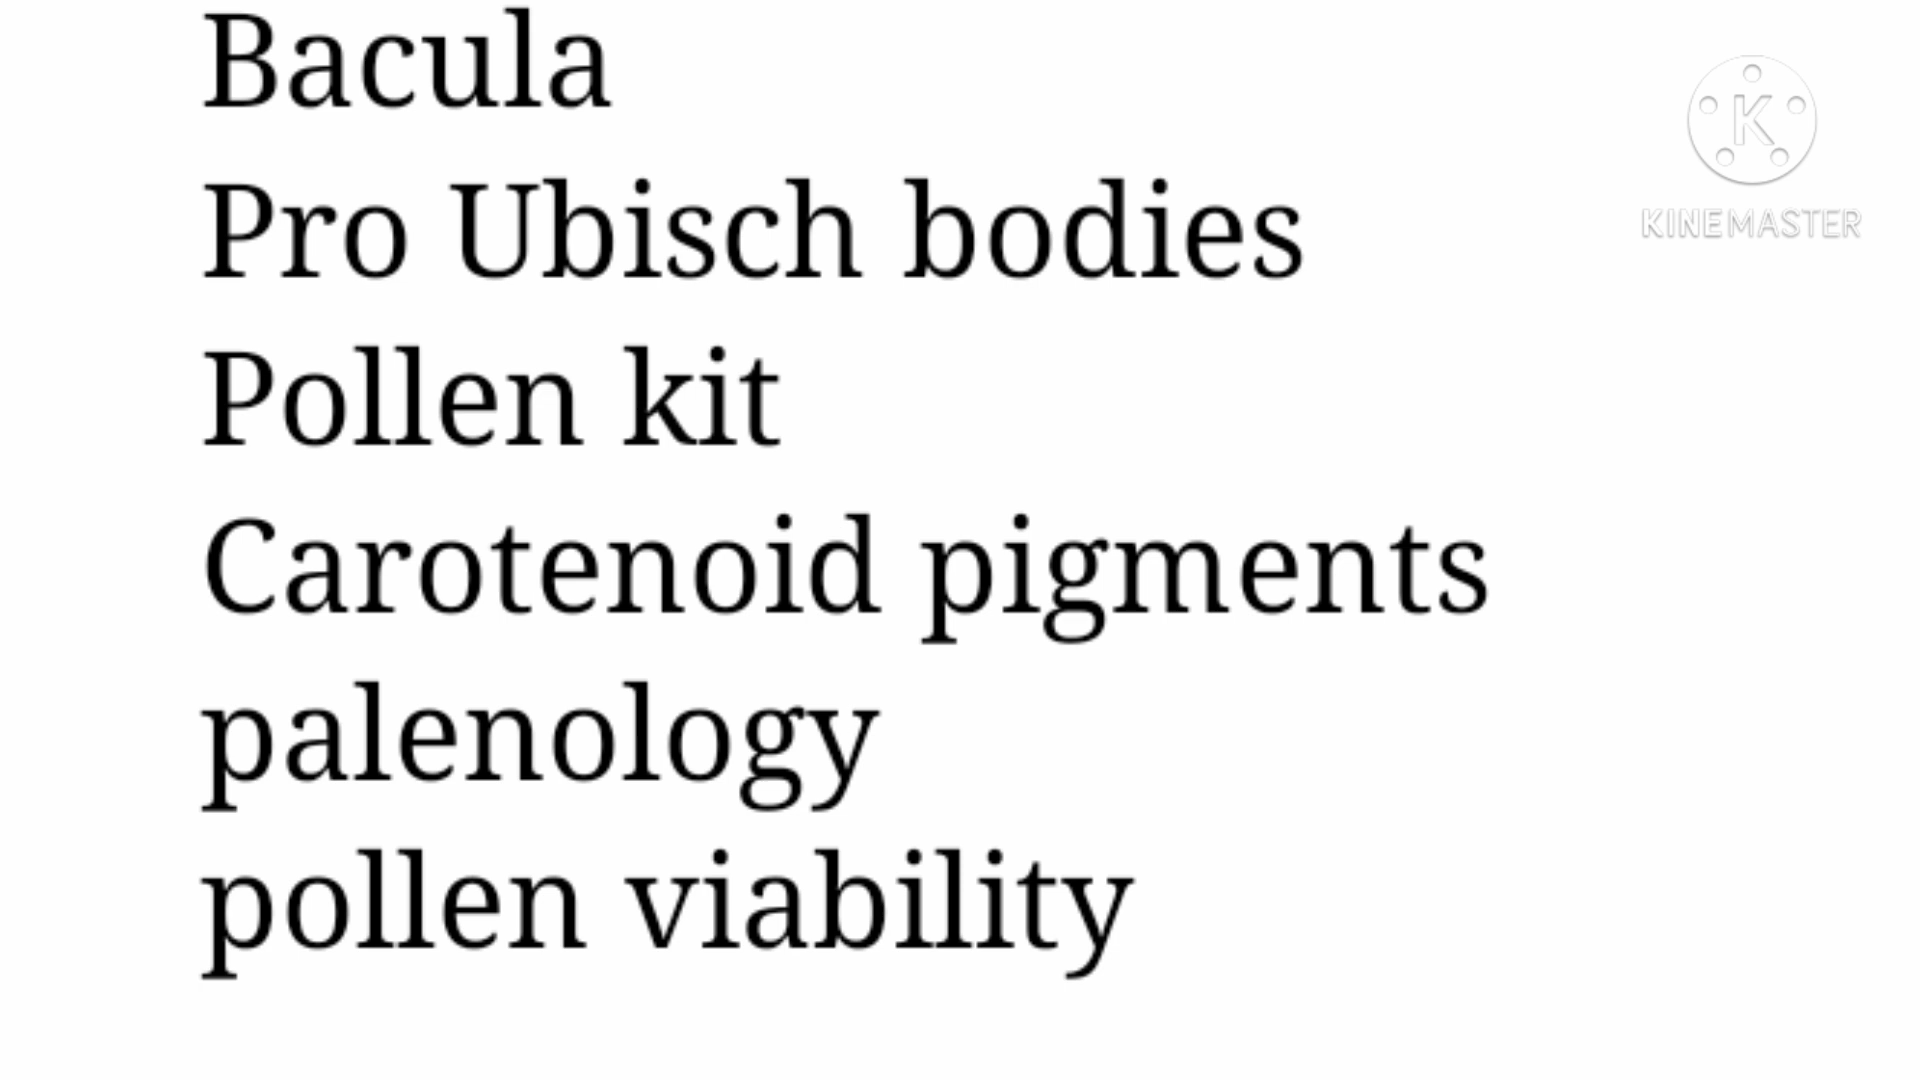 Bacula
Pro Ubisch bodies
Pollen kit
Carotenoid pigments
palenology
pollen viability
K
KINEMASTER